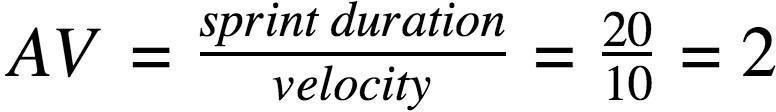 AV = sprint duration / velocity = 20 / 10 = 2